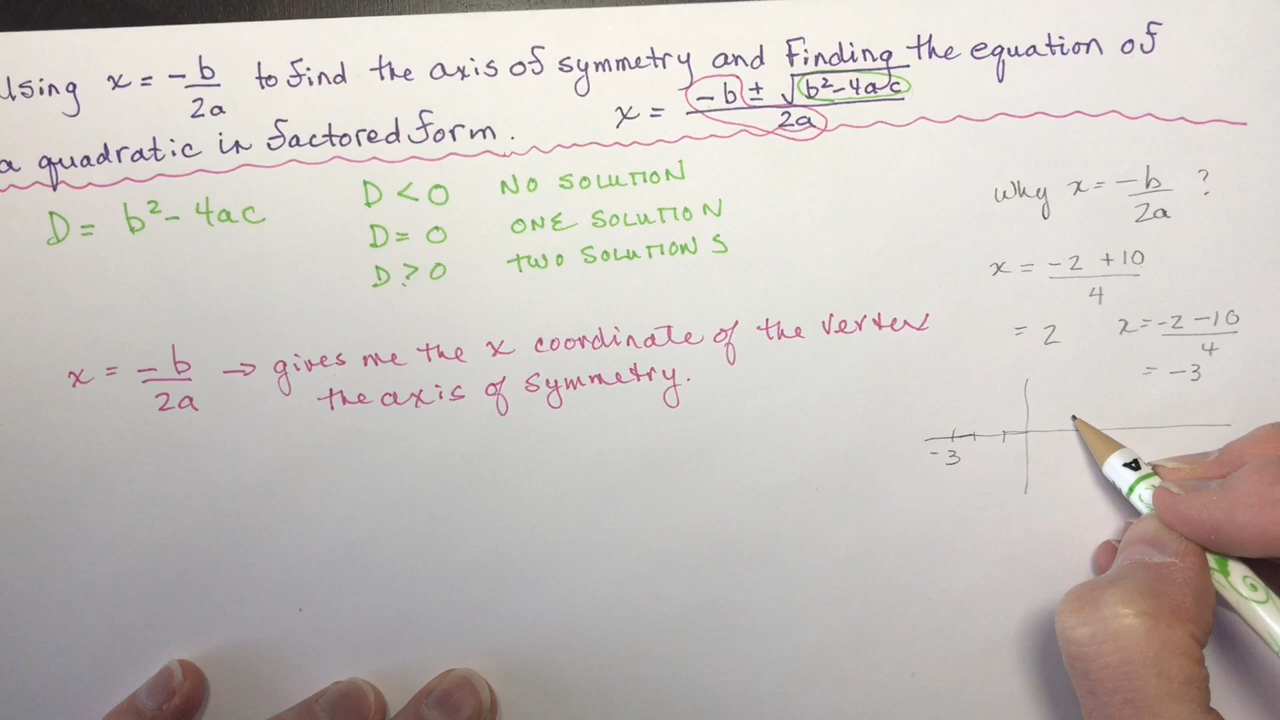 Using x = -b/2a to find the axis of symmetry and Finding the equation of
a quadratic in factored form.
x = -b ± √b²-4ac / 2a
D = b²-4ac
D < 0 NO SOLUTION
D = 0 ONE SOLUTION
D > 0 TWO SOLUTIONS
x = -b/2a → gives me the x coordinate of the vertex
the axis of symmetry.
Why x = -b/2a ?
x = -2 +10 / 4
= 2
x = -2 -10 / 4
= -3
-3
A